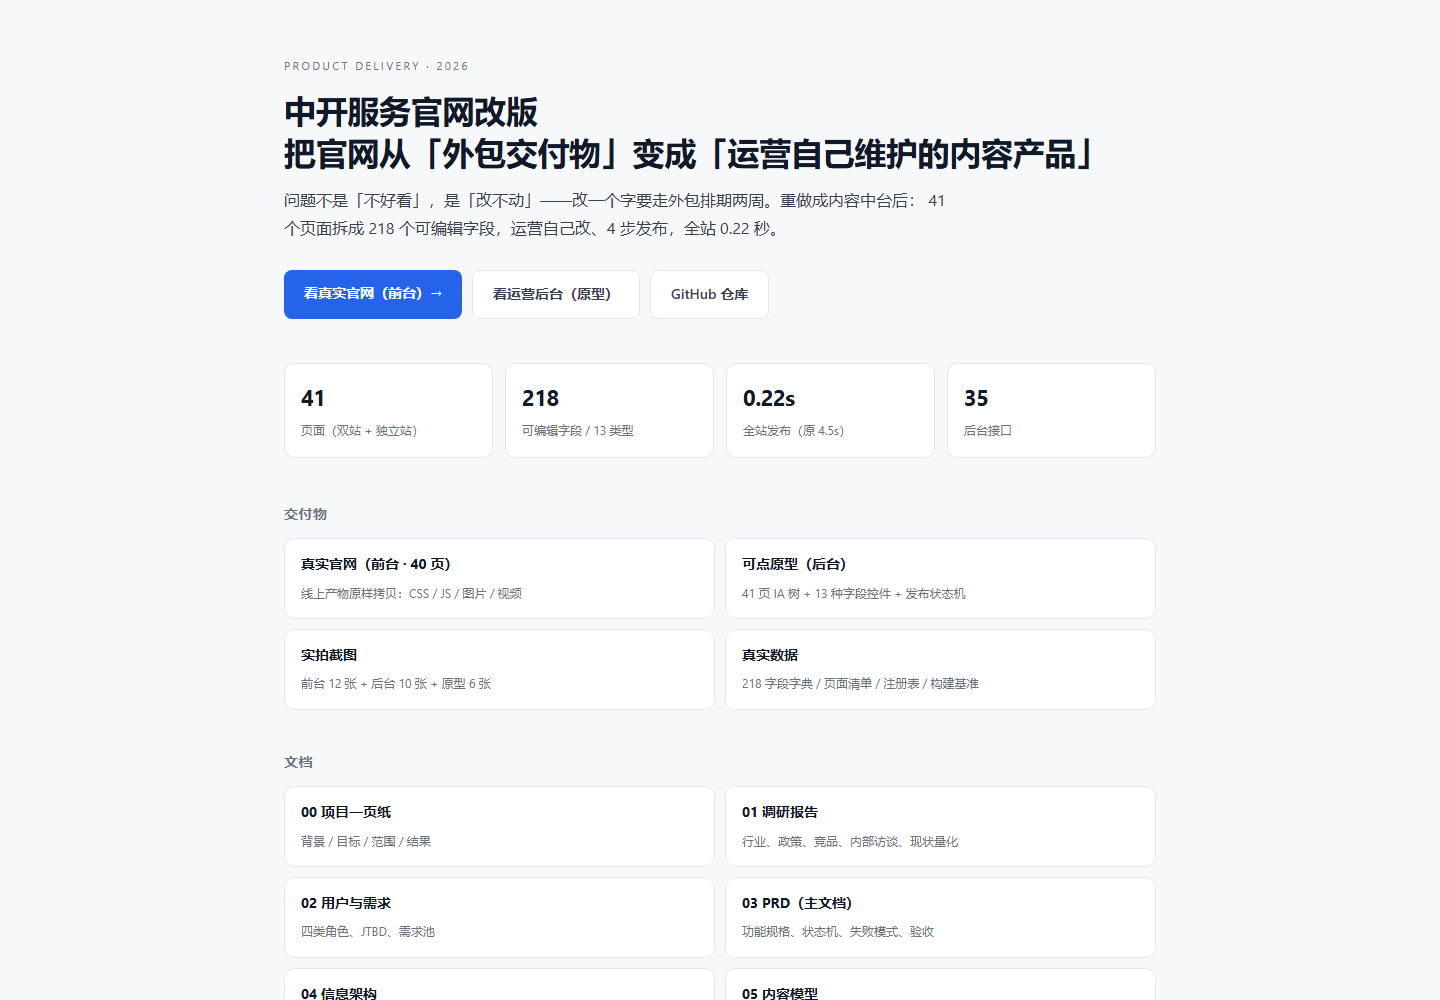 PRODUCT DELIVERY · 2026
中开服务官网改版
把官网从「外包交付物」变成「运营自己维护的内容产品」
问题不是「不好看」，是「改不动」——改一个字要走外包排期两周。重做成内容中台后： 41
个页面拆成 218 个可编辑字段，运营自己改、4 步发布，全站 0.22 秒。
看真实官网（前台）→
看运营后台（原型）
GitHub 仓库
41
页面（双站 + 独立站）
218
可编辑字段 / 13 类型
0.22s
全站发布（原 4.5s）
35
后台接口
交付物
真实官网（前台 · 40 页）
线上产物原样拷贝：CSS / JS / 图片 / 视频
可点原型（后台）
41 页 IA 树 + 13 种字段控件 + 发布状态机
实拍截图
前台 12 张 + 后台 10 张 + 原型 6 张
真实数据
218 字段字典 / 页面清单 / 注册表 / 构建基准
文档
00 项目一页纸
背景 / 目标 / 范围 / 结果
01 调研报告
行业、政策、竞品、内部访谈、现状量化
02 用户与需求
四类角色、JTBD、需求池
03 PRD（主文档）
功能规格、状态机、失败模式、验收
04 信息架构
05 内容模型